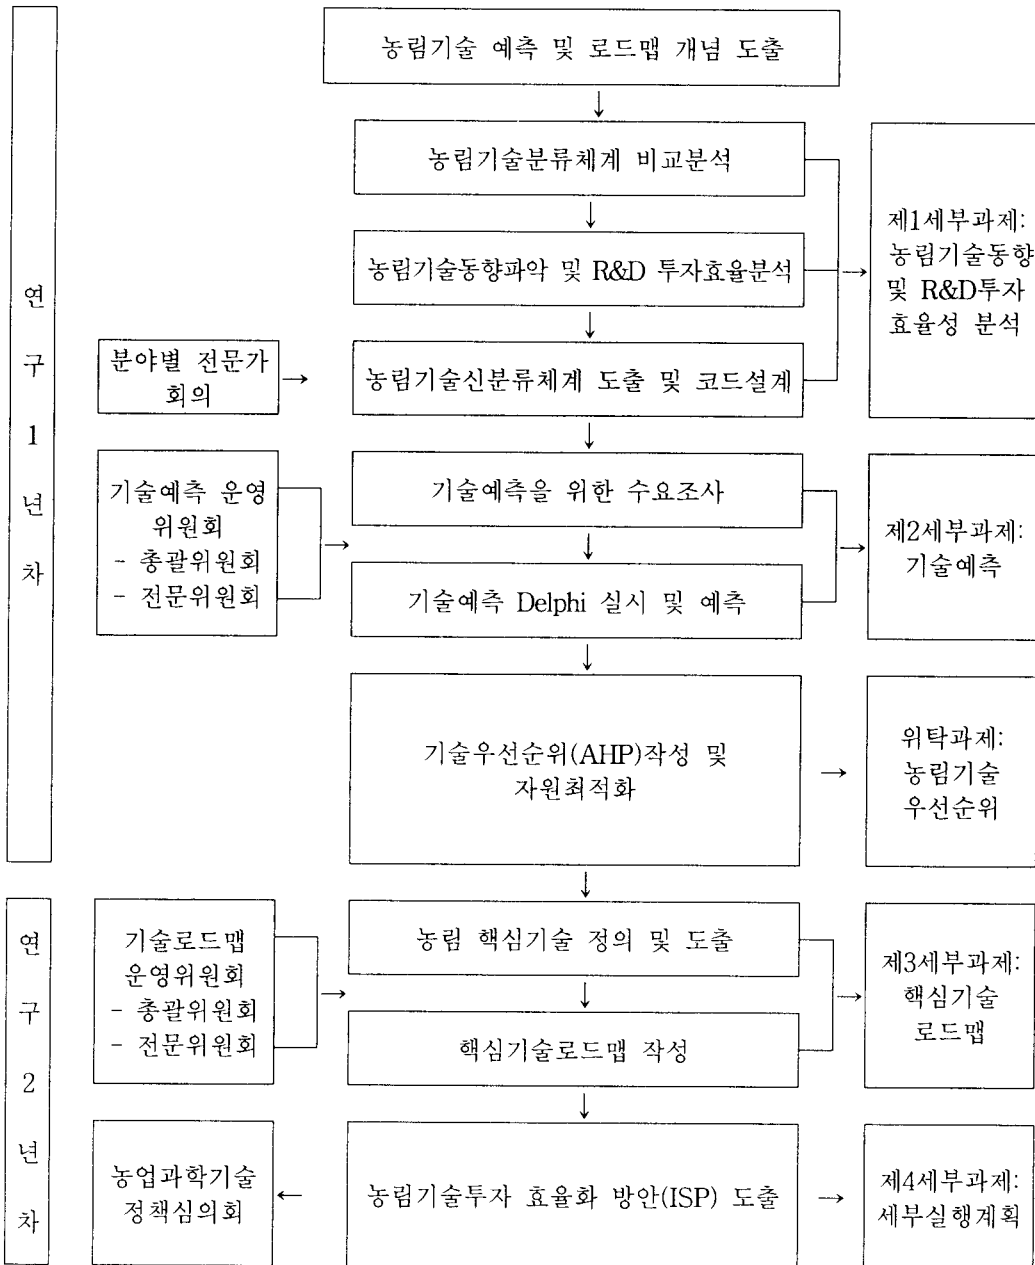 연
구
1
년
차
농림기술 예측 및 로드맵 개념 도출
↓
농림기술분류체계 비교분석
↓
농림기술동향파악 및 R&D 투자효율분석
→
제1세부과제:
농림기술동향
및 R&D투자
효율성 분석
↓
분야별 전문가
회의
→
농림기술신분류체계 도출 및 코드설계
↓
기술예측 운영
위원회
- 총괄위원회
- 전문위원회
→
기술예측을 위한 수요조사
↓
기술예측 Delphi 실시 및 예측
→
제2세부과제:
기술예측
↓
기술우선순위(AHP)작성 및
자원최적화
→
위탁과제:
농림기술
우선순위
↓
연
구
2
년
차
기술로드맵
운영위원회
- 총괄위원회
- 전문위원회
→
농림 핵심기술 정의 및 도출
↓
핵심기술로드맵 작성
→
제3세부과제:
핵심기술
로드맵
↓
농업과학기술
정책심의회
←
농림기술투자 효율화 방안(ISP) 도출
→
제4세부과제:
세부실행계획